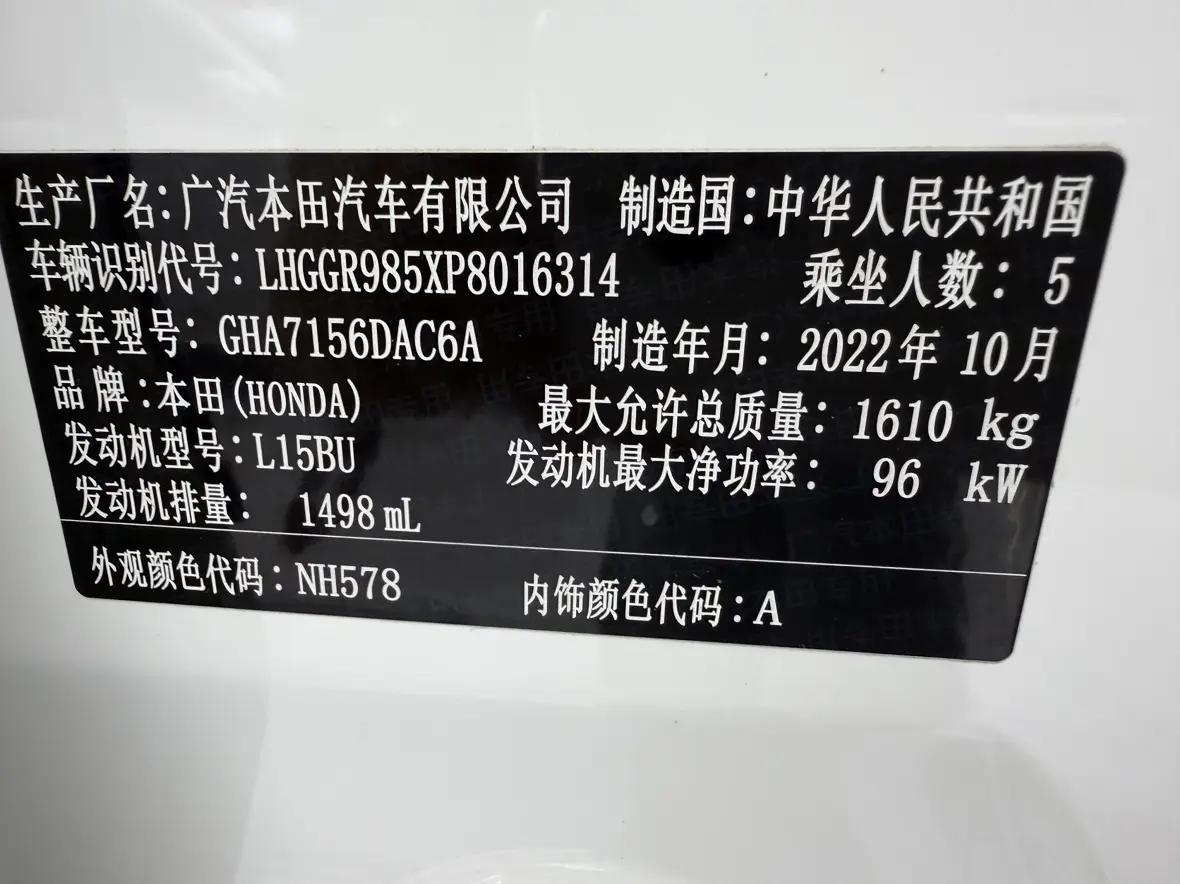 生产厂名：广汽本田汽车有限公司 制造国：中华人民共和国
车辆识别代号：LHGGR985XP8016314 乘坐人数：5
整车型号：GHA7156DAC6A 制造年月：2022年 10月
品 牌：本田(HONDA) 最大允许总质量：1610 kg
发动机型号：L15BU 发动机最大净功率：96 kW
发动机排量：1498 mL
外观颜色代码：NH578 内饰颜色代码：A